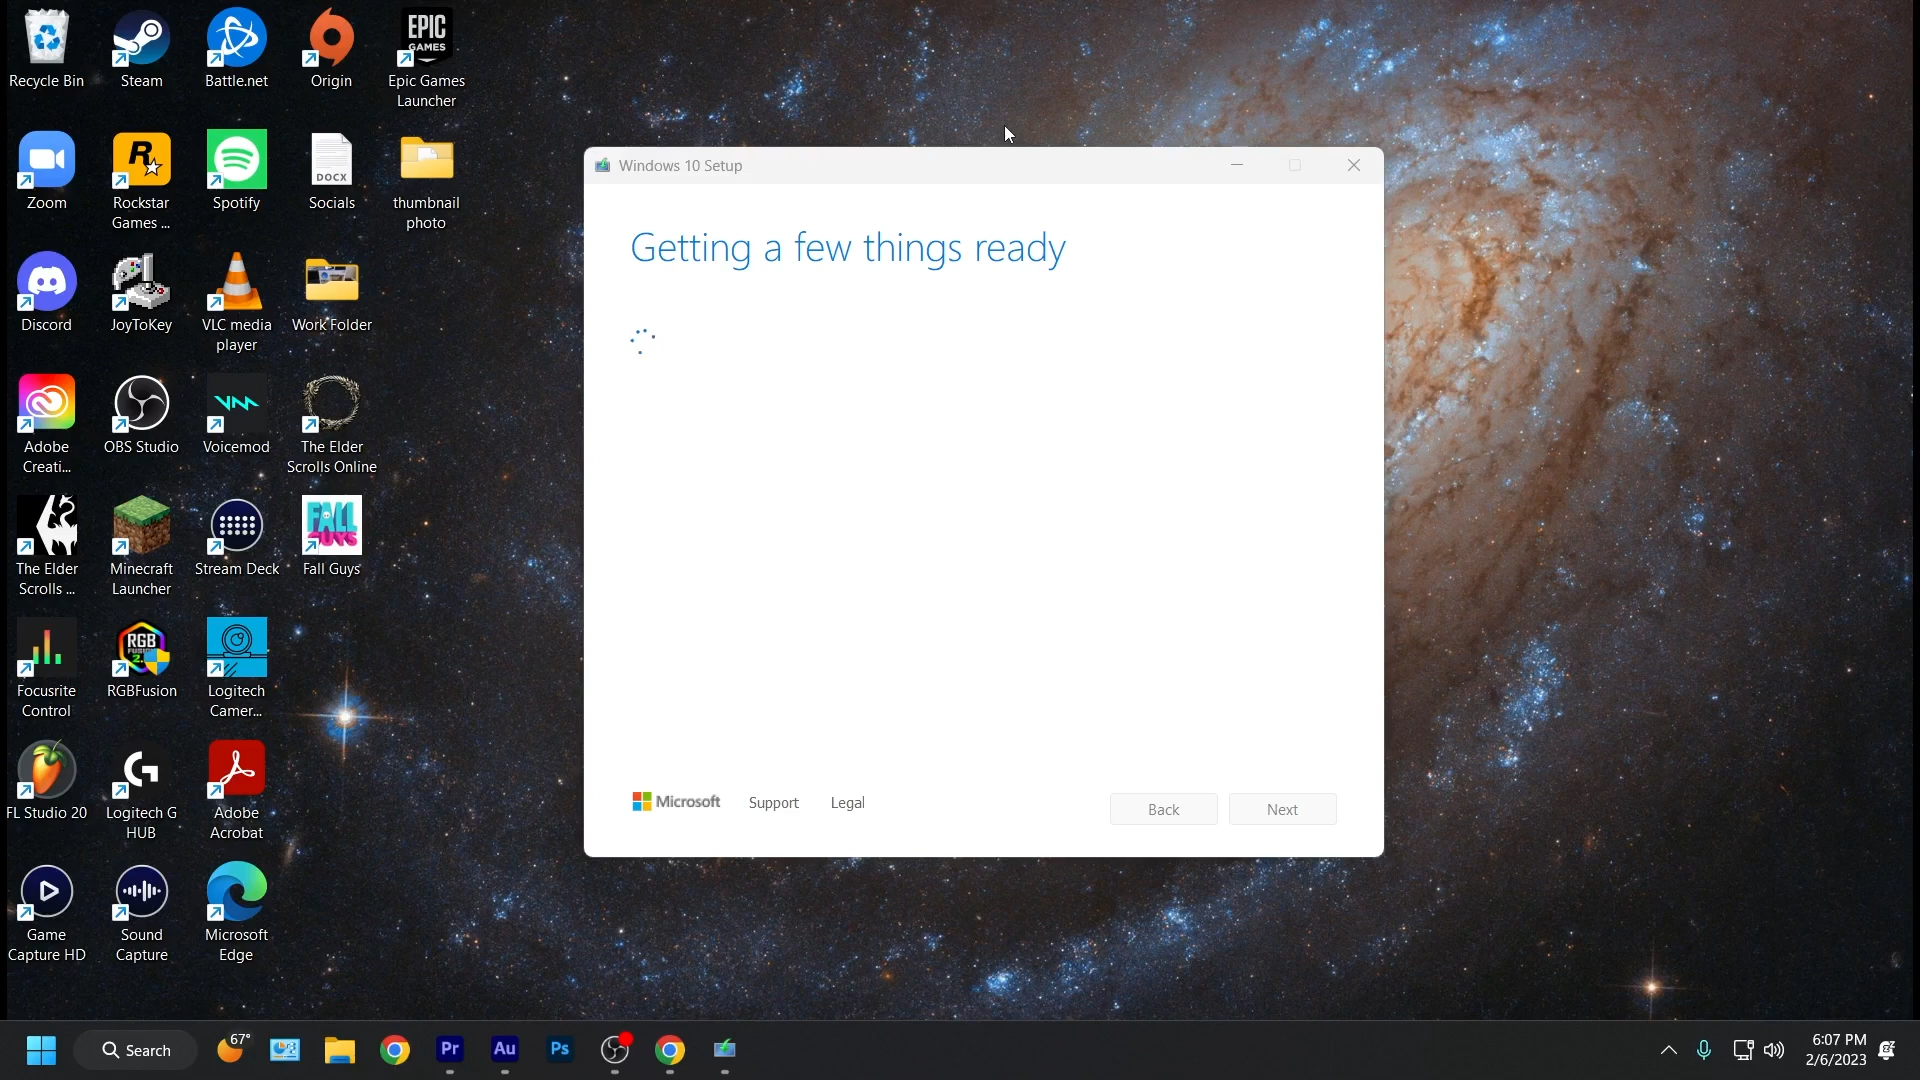 Recycle Bin
Steam
Battle.net
Origin
EPIC
GAMES
Epic Games
Launcher
Zoom
R
Rockstar
Games ...
Spotify
DOCX
Socials
thumbnail
photo
Discord
JoyToKey
VLC media
player
Work Folder
Adobe
Creati...
OBS Studio
Voicemod
The Elder
Scrolls Online
The Elder
Scrolls ...
Minecraft
Launcher
Stream Deck
FALL
GUYS
Fall Guys
Focusrite
Control
RGB
FUSION
2.
RGBFusion
Logitech
Camer...
FL Studio 20
G
Logitech G
HUB
Adobe
Acrobat
Game
Capture HD
Sound
Capture
Microsoft
Edge
Windows 10 Setup
Getting a few things ready
Microsoft
Support
Legal
Back
Next
Search
67°
Pr
Au
Ps
6:07 PM
2/6/2023